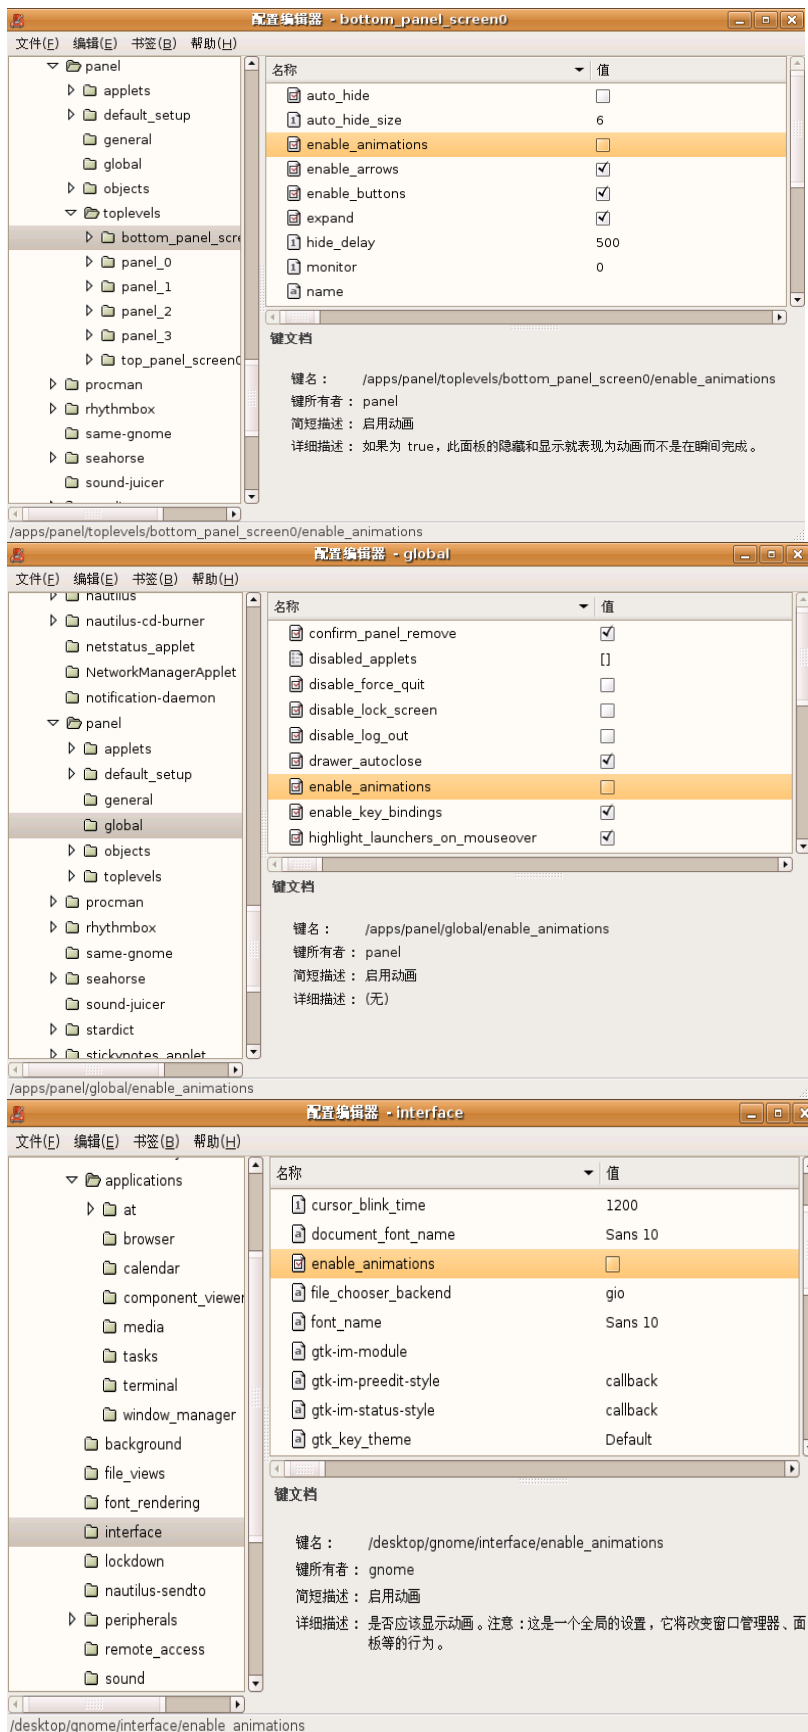 配置编辑器 - bottom_panel_screen0
文件(F) 编辑(E) 书签(B) 帮助(H)
panel
applets
default_setup
general
global
objects
toplevels
bottom_panel_scre
panel_0
panel_1
panel_2
panel_3
top_panel_screen0
procman
rhythmbox
same-gnome
seahorse
sound-juicer
名称 值
auto_hide
auto_hide_size 6
enable_animations
enable_arrows
enable_buttons
expand
hide_delay 500
monitor 0
name
键文档
键名： /apps/panel/toplevels/bottom_panel_screen0/enable_animations
键所有者： panel
简短描述： 启用动画
详细描述： 如果为 true，此面板的隐藏和显示就表现为动画而不是在瞬间完成。
/apps/panel/toplevels/bottom_panel_screen0/enable_animations
配置编辑器 - global
文件(F) 编辑(E) 书签(B) 帮助(H)
nautilus
nautilus-cd-burner
netstatus_applet
NetworkManagerApplet
notification-daemon
panel
applets
default_setup
general
global
objects
toplevels
procman
rhythmbox
same-gnome
seahorse
sound-juicer
stardict
stickynotes_applet
名称 值
confirm_panel_remove
disabled_applets []
disable_force_quit
disable_lock_screen
disable_log_out
drawer_autoclose
enable_animations
enable_key_bindings
highlight_launchers_on_mouseover
键文档
键名： /apps/panel/global/enable_animations
键所有者： panel
简短描述： 启用动画
详细描述： (无)
/apps/panel/global/enable_animations
配置编辑器 - interface
文件(F) 编辑(E) 书签(B) 帮助(H)
applications
at
browser
calendar
component_viewer
media
tasks
terminal
window_manager
background
file_views
font_rendering
interface
lockdown
nautilus-sendto
peripherals
remote_access
sound
名称 值
cursor_blink_time 1200
document_font_name Sans 10
enable_animations
file_chooser_backend gio
font_name Sans 10
gtk-im-module
gtk-im-preedit-style callback
gtk-im-status-style callback
gtk_key_theme Default
键文档
键名： /desktop/gnome/interface/enable_animations
键所有者： gnome
简短描述： 启用动画
详细描述： 是否应该显示动画。注意：这是一个全局的设置，它将改变窗口管理器、面
板等的行为。
/desktop/gnome/interface/enable_animations